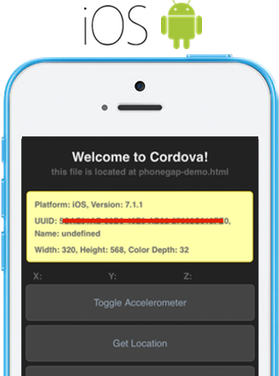 iOS
Welcome to Cordova!
this file is located at phonegap-demo.html
Platform: iOS, Version: 7.1.1
UUID: 0,
Name: undefined
Width: 320, Height: 568, Color Depth: 32
X: Y: Z:
Toggle Accelerometer
Get Location